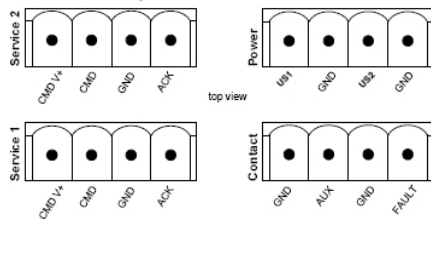 Service 2
CMD V+ CMD GND ACK
Power
US1 GND US2 GND
top view
Service 1
CMD V+ CMD GND ACK
Contact
GND AUX GND FAULT